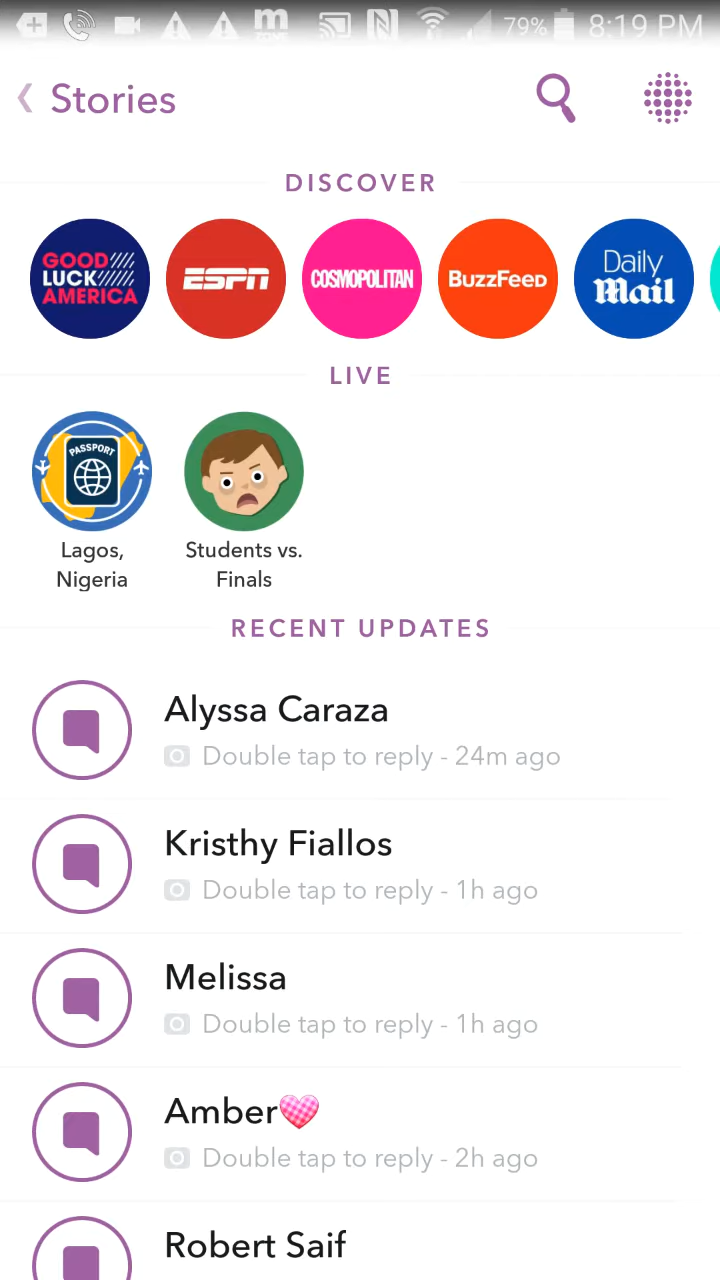 m
ZONE
79%
8:19 PM
Stories
DISCOVER
GOOD
LUCK
AMERICA
ESPN
COSMOPOLITAN
BuzzFeed
Daily
Mail
LIVE
PASSPORT
Lagos,
Nigeria
Students vs.
Finals
RECENT UPDATES
Alyssa Caraza
Double tap to reply - 24m ago
Kristhy Fiallos
Double tap to reply - 1h ago
Melissa
Double tap to reply - 1h ago
Amber💟
Double tap to reply - 2h ago
Robert Saif